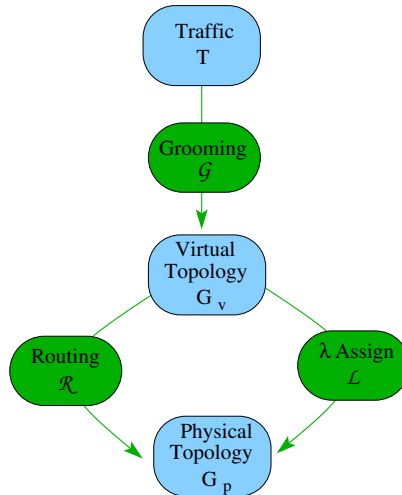 Traffic
T
Grooming
𝒢
Virtual
Topology
G v
Routing
ℛ
λ Assign
ℒ
Physical
Topology
G p